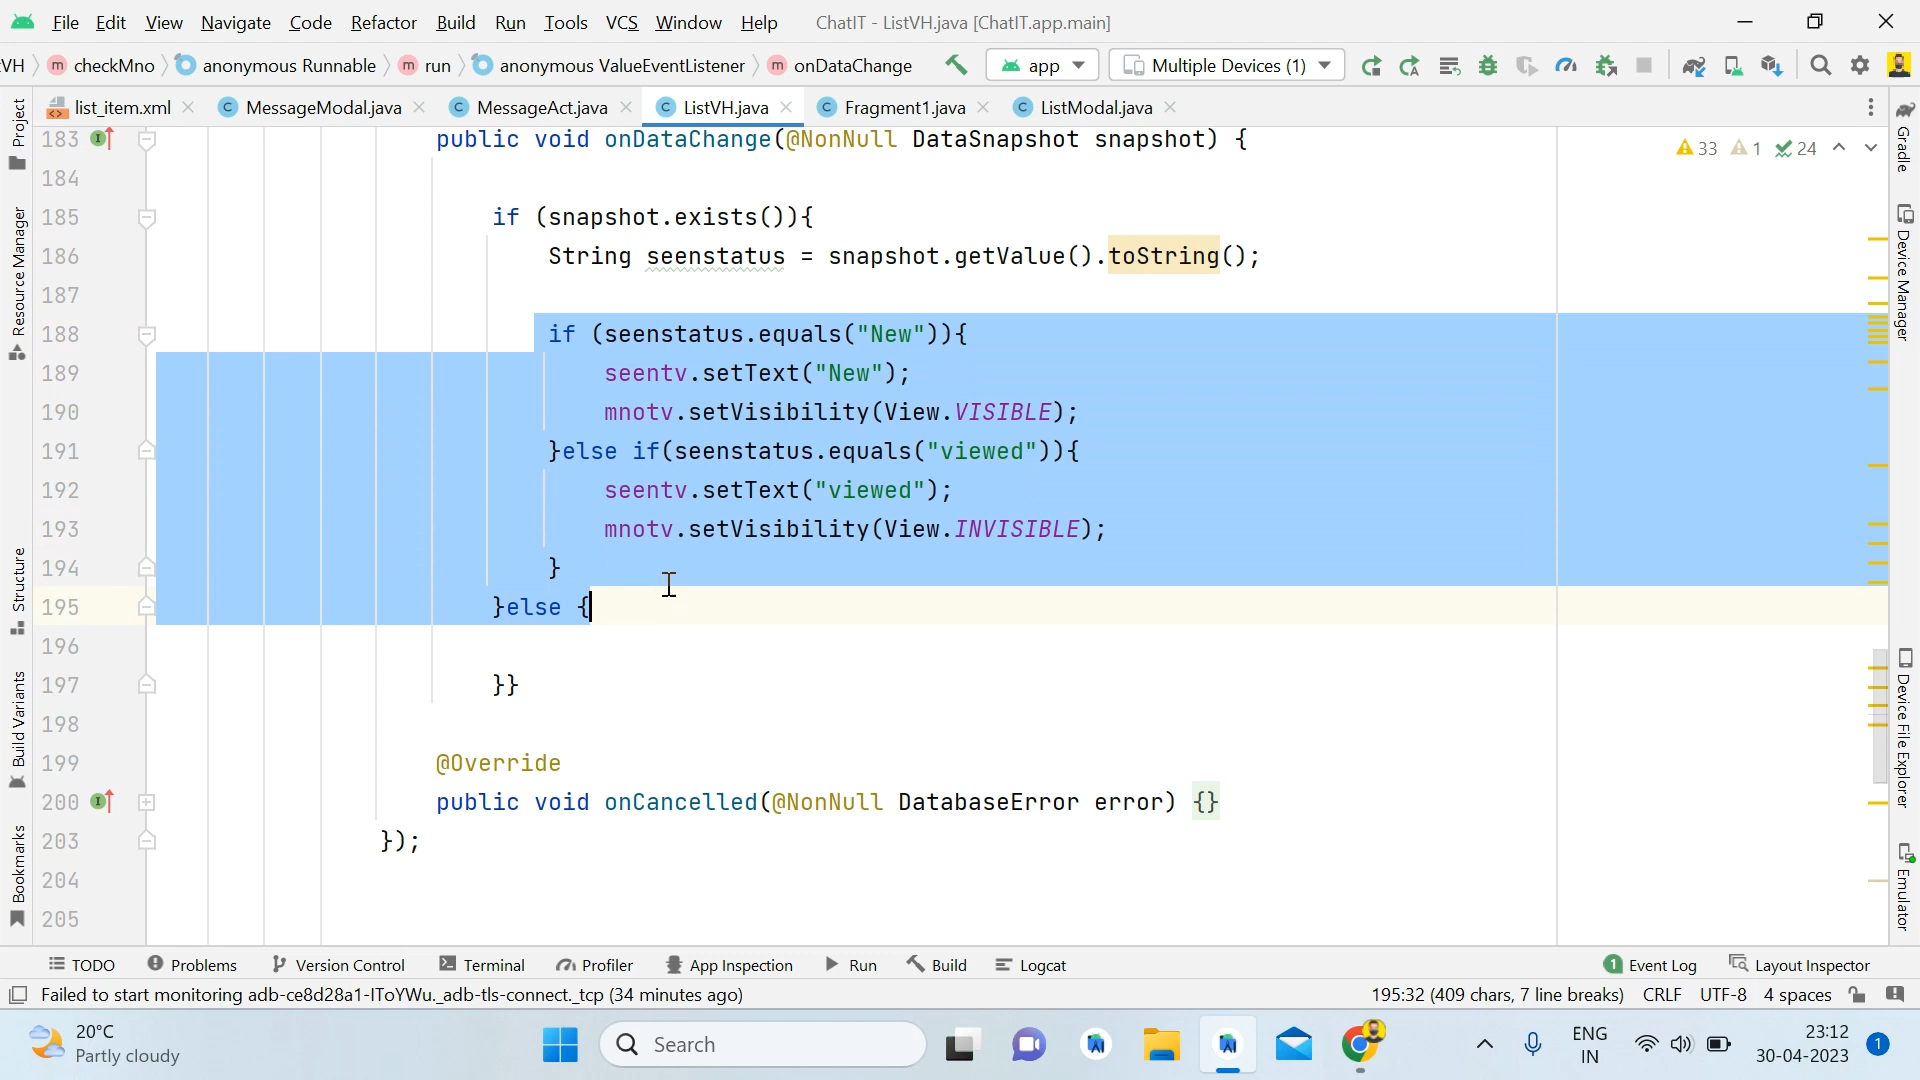 File Edit View Navigate Code Refactor Build Run Tools VCS Window Help ChatIT - ListVH.java [ChatIT.app.main]
VH checkMno anonymous Runnable run anonymous ValueEventListener onDataChange app Multiple Devices (1)
list_item.xml MessageModal.java MessageAct.java ListVH.java Fragment1.java ListModal.java
183 public void onDataChange(@NonNull DataSnapshot snapshot) {
33 1 24
184
185 if (snapshot.exists()){
186 String seenstatus = snapshot.getValue().toString();
187
188 if (seenstatus.equals("New")){
189 seentv.setText("New");
190 mnotv.setVisibility(View.VISIBLE);
191 }else if(seenstatus.equals("viewed")){
192 seentv.setText("viewed");
193 mnotv.setVisibility(View.INVISIBLE);
194 }
195 }else {
196
197 }}
198
199 @Override
200 public void onCancelled(@NonNull DatabaseError error) {}
203 });
204
205
Project
Resource Manager
Structure
Build Variants
Bookmarks
Gradle
Device Manager
Device File Explorer
Emulator
TODO Problems Version Control Terminal Profiler App Inspection Run Build Logcat 1 Event Log Layout Inspector
Failed to start monitoring adb-ce8d28a1-IToYWu._adb-tls-connect._tcp (34 minutes ago) 195:32 (409 chars, 7 line breaks) CRLF UTF-8 4 spaces
20°C
Partly cloudy
Search
ENG
IN
23:12
30-04-2023
1